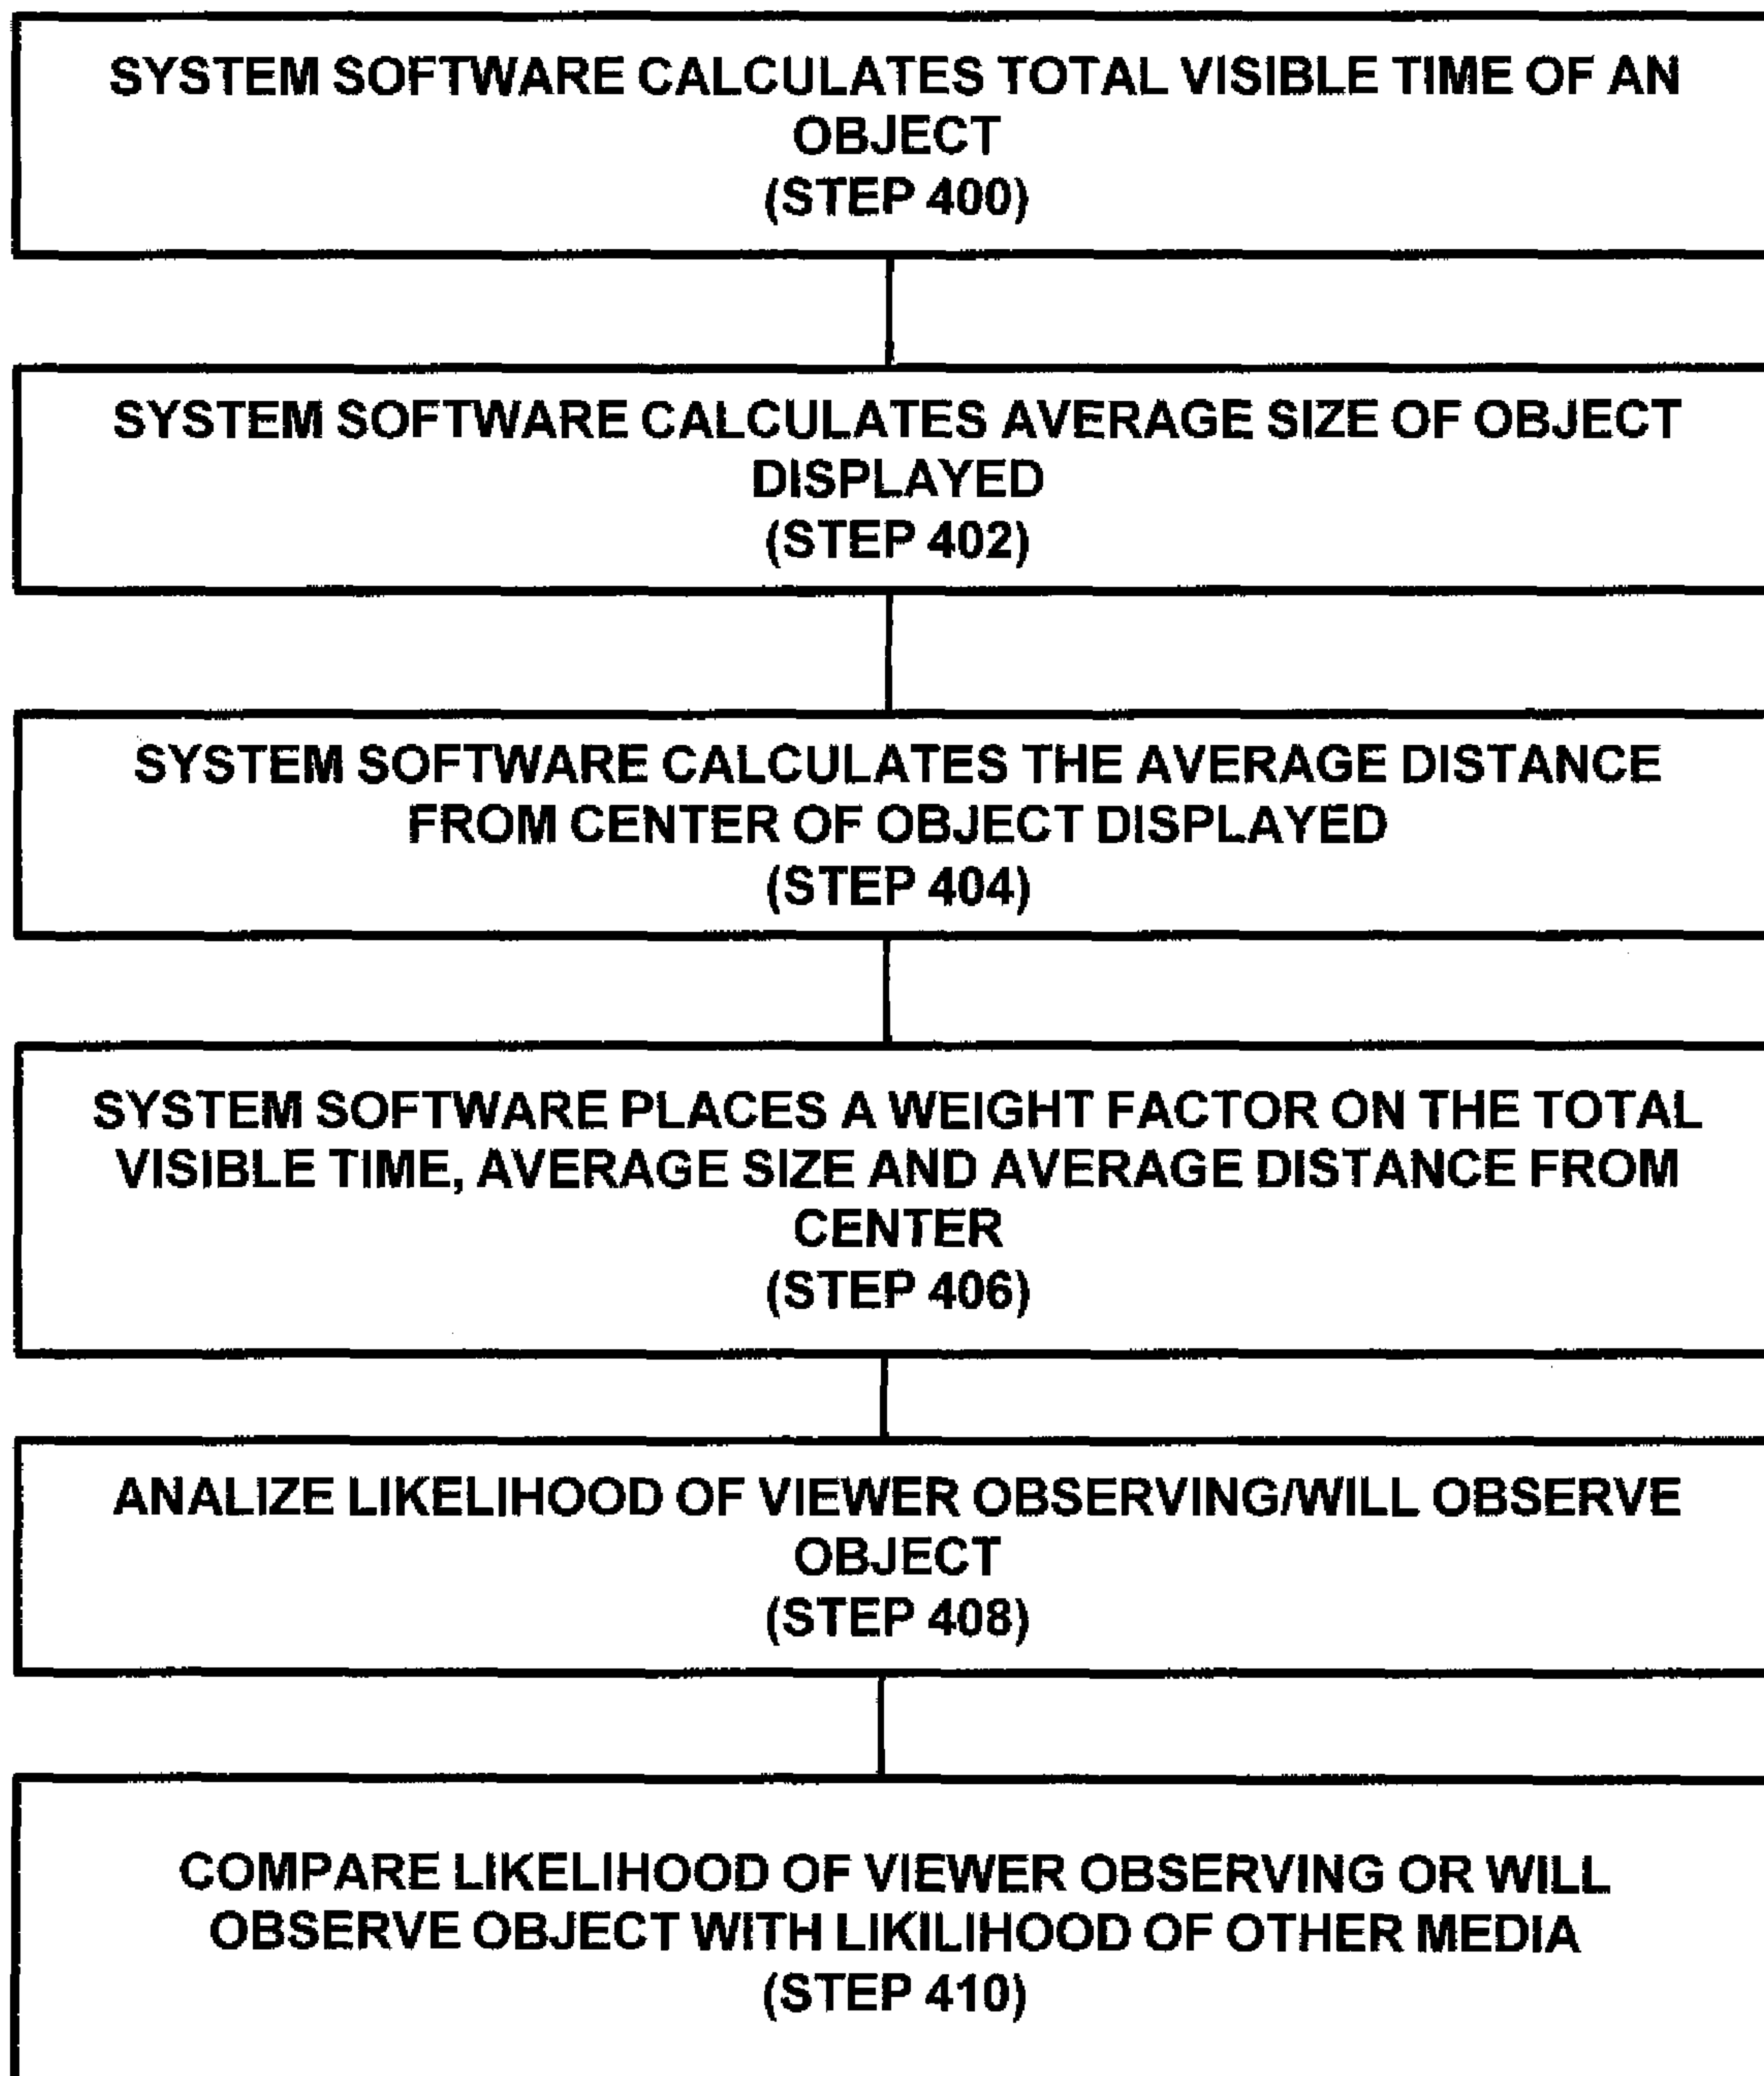 SYSTEM SOFTWARE CALCULATES TOTAL VISIBLE TIME OF AN
OBJECT
(STEP 400)
SYSTEM SOFTWARE CALCULATES AVERAGE SIZE OF OBJECT
DISPLAYED
(STEP 402)
SYSTEM SOFTWARE CALCULATES THE AVERAGE DISTANCE
FROM CENTER OF OBJECT DISPLAYED
(STEP 404)
SYSTEM SOFTWARE PLACES A WEIGHT FACTOR ON THE TOTAL
VISIBLE TIME, AVERAGE SIZE AND AVERAGE DISTANCE FROM
CENTER
(STEP 406)
ANALIZE LIKELIHOOD OF VIEWER OBSERVING/WILL OBSERVE
OBJECT
(STEP 408)
COMPARE LIKELIHOOD OF VIEWER OBSERVING OR WILL
OBSERVE OBJECT WITH LIKILIHOOD OF OTHER MEDIA
(STEP 410)